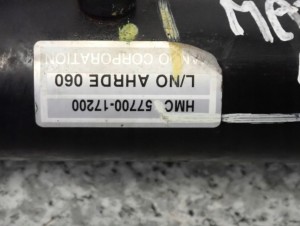 HMC 57700-17200
L/NO AHRDE 060
CORPORATION